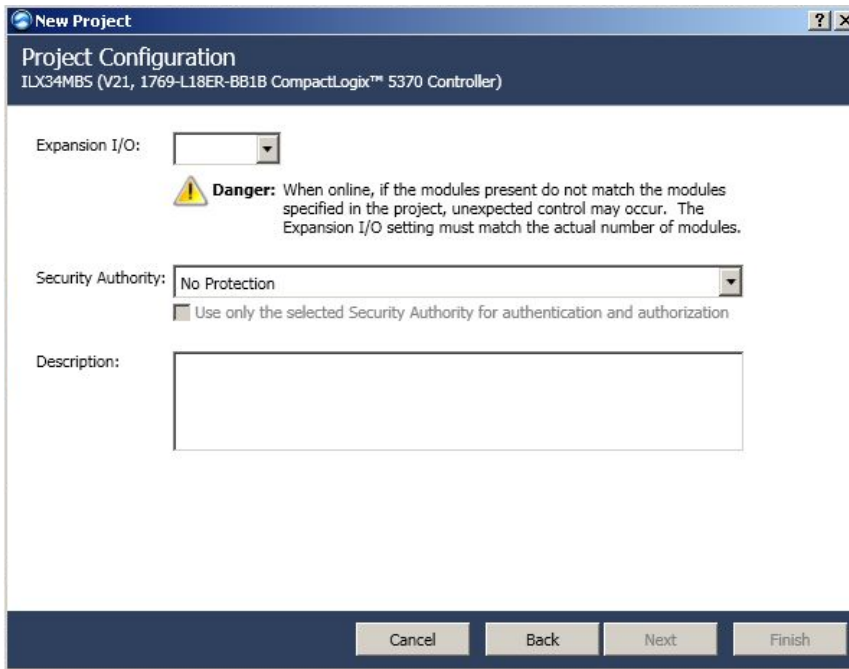 New Project
Project Configuration
ILX34MBS (V21, 1769-L18ER-BB1B CompactLogix™ 5370 Controller)
Expansion I/O:
Danger: When online, if the modules present do not match the modules
specified in the project, unexpected control may occur. The
Expansion I/O setting must match the actual number of modules.
Security Authority: No Protection
Use only the selected Security Authority for authentication and authorization
Description:
Cancel Back Next Finish